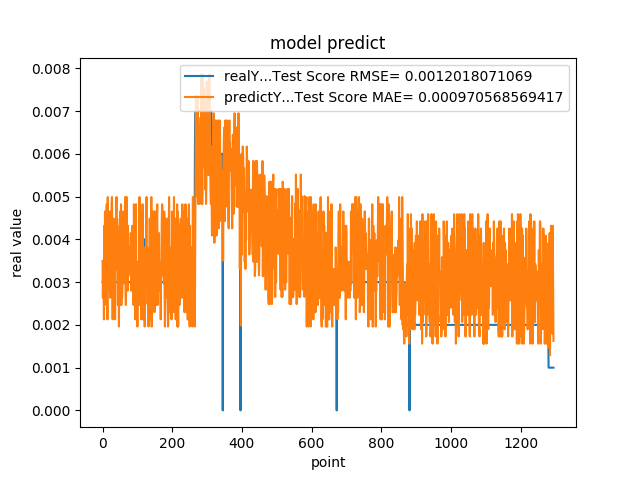 model predict
realY...Test Score RMSE= 0.0012018071069
predictY...Test Score MAE= 0.000970568569417
0.008
0.007
0.006
0.005
0.004
0.003
0.002
0.001
0.000
real value
0 200 400 600 800 1000 1200
point